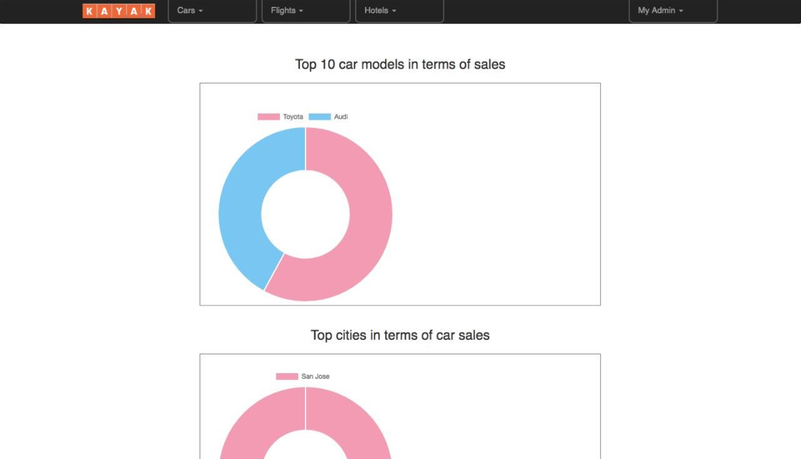 KAYAK Cars Flights Hotels My Admin
Top 10 car models in terms of sales
Toyota Audi
Top cities in terms of car sales
San Jose